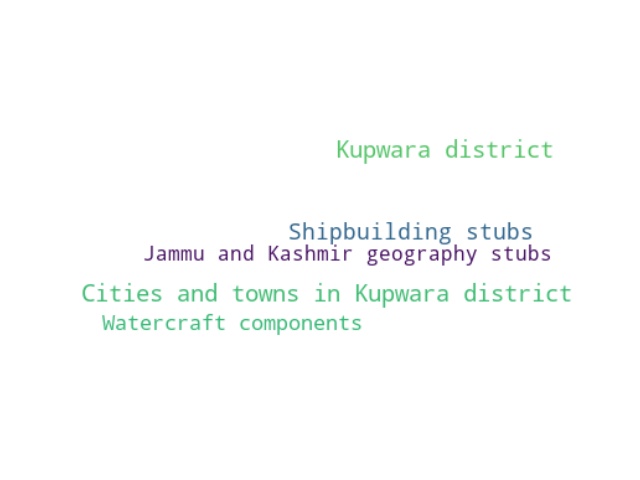 Kupwara district
Shipbuilding stubs
Jammu and Kashmir geography stubs
Cities and towns in Kupwara district
Watercraft components